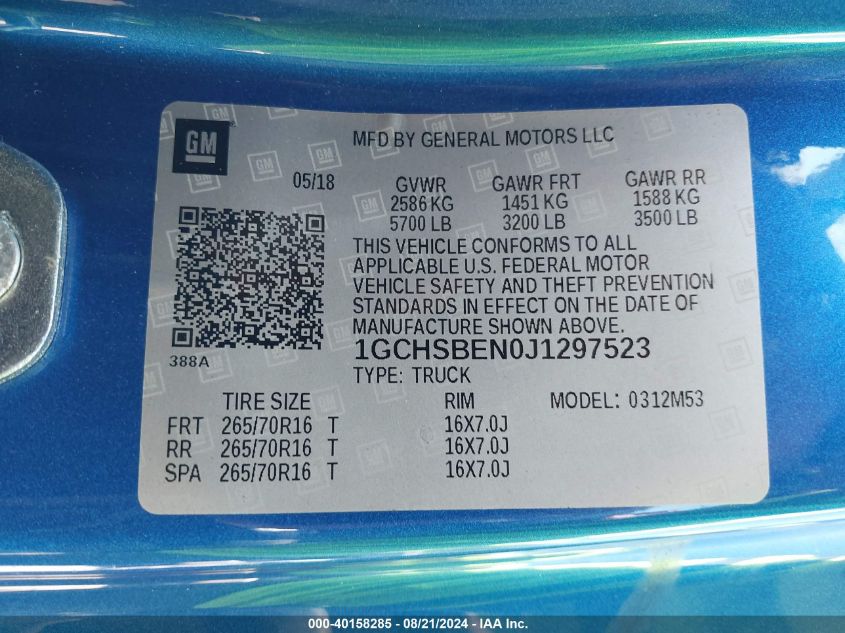 GM
MFD BY GENERAL MOTORS LLC
05/18
GVWR GAWR FRT GAWR RR
2586 KG 1451 KG 1588 KG
5700 LB 3200 LB 3500 LB
THIS VEHICLE CONFORMS TO ALL
APPLICABLE U.S. FEDERAL MOTOR
VEHICLE SAFETY AND THEFT PREVENTION
STANDARDS IN EFFECT ON THE DATE OF
MANUFACTURE SHOWN ABOVE.
388A
1GCHSBEN0J1297523
TYPE: TRUCK
TIRE SIZE RIM MODEL: 0312M53
FRT 265/70R16 T 16X7.0J
RR 265/70R16 T 16X7.0J
SPA 265/70R16 T 16X7.0J
000-40158285 - 08/21/2024 - IAA, Inc.